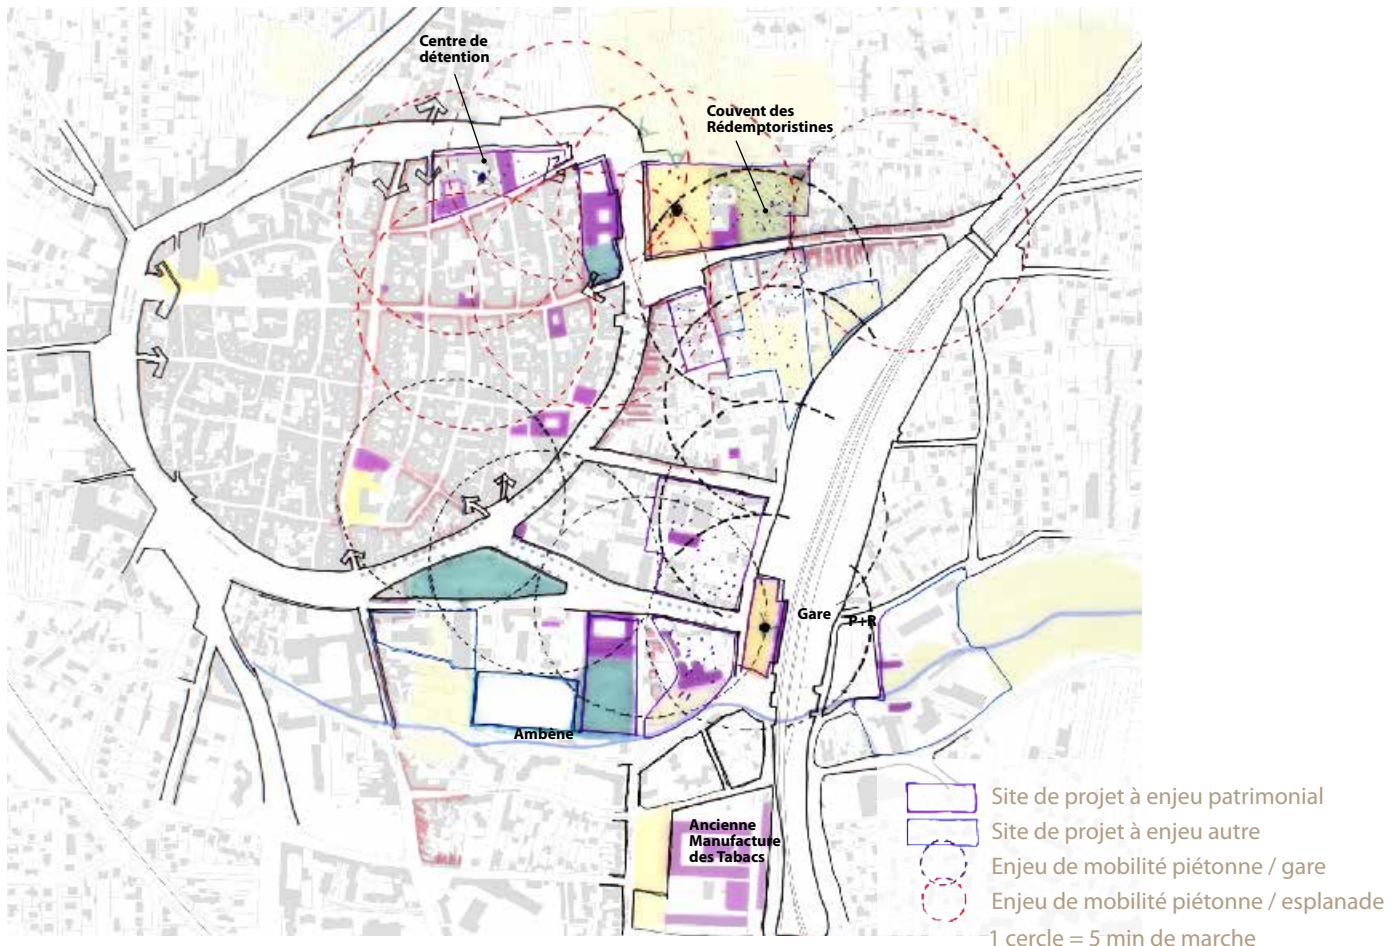 Centre de
détention
Couvent des
Rédemptoristines
Gare
P+R
Ambène
Ancienne
Manufacture
des Tabacs
Site de projet à enjeu patrimonial
Site de projet à enjeu autre
Enjeu de mobilité piétonne / gare
Enjeu de mobilité piétonne / esplanade
1 cercle = 5 min de marche